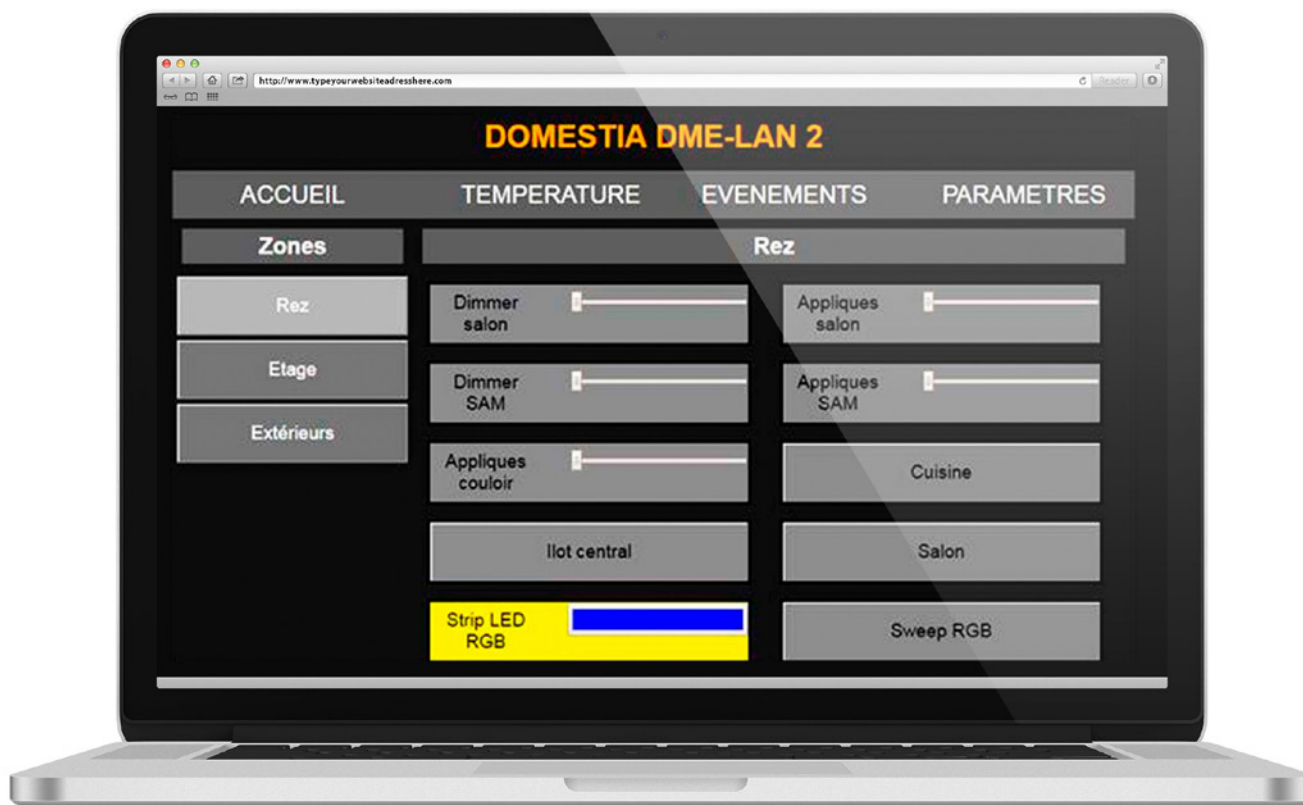 http://www.typeyourwebsiteadresshere.com
Reader
DOMESTIA DME-LAN 2
ACCUEIL TEMPERATURE EVENEMENTS PARAMETRES
Zones
Rez
Etage
Extérieurs
Rez
Dimmer
salon
Appliques
salon
Dimmer
SAM
Appliques
SAM
Appliques
couloir
Cuisine
Ilot central
Salon
Strip LED
RGB
Sweep RGB